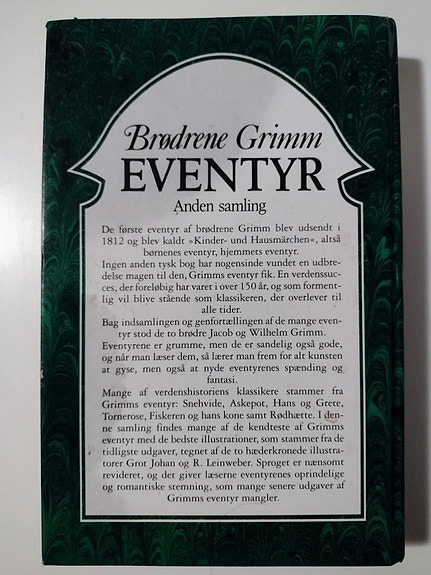 Brødrene Grimm
EVENTYR
Anden samling
De første eventyr af brødrene Grimm blev udsendt i
1812 og blev kaldt »Kinder- und Hausmärchen«, altså
børnenes eventyr, hjemmets eventyr.
Ingen anden tysk bog har nogensinde vundet en udbre-
delse magen til den, Grimms eventyr fik. En verdenssuc-
ces, der foreløbig har varet i over 150 år, og som forment-
lig vil blive stående som klassikeren, der overlever til
alle tider.
Bag indsamlingen og genfortællingen af de mange even-
tyr stod de to brødre Jacob og Wilhelm Grimm.
Eventyrene er grumme, men de er sandelig også gode,
og når man læser dem, så lærer man frem for alt kunsten
at gyse, men også at nyde eventyrenes spænding og
fantasi.
Mange af verdenshistoriens klassikere stammer fra
Grimms eventyr: Snehvide, Askepot, Hans og Grete,
Tornerose, Fiskeren og hans kone samt Rødhætte. I den-
ne samling findes mange af de kendteste af Grimms
eventyr med de bedste illustrationer, som stammer fra de
tidligste udgaver, tegnet af de to hæderkronede illustra-
torer Grot Johan og R. Leinweber. Sproget er nænsomt
revideret, og det giver læserne eventyrenes oprindelige
og romantiske stemning, som mange senere udgaver af
Grimms eventyr mangler.